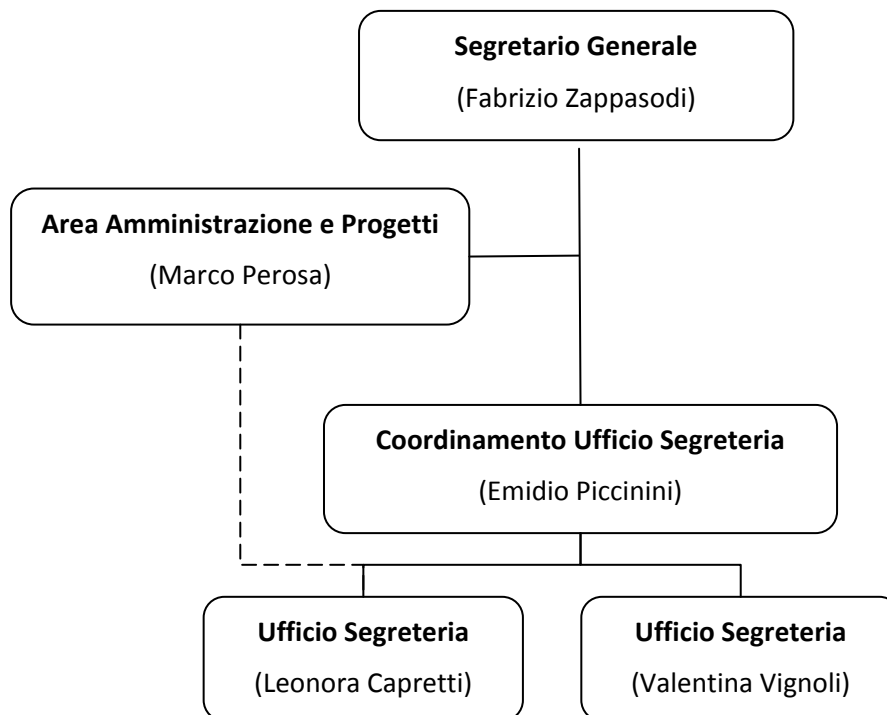 Segretario Generale
(Fabrizio Zappasodi)
Area Amministrazione e Progetti
(Marco Perosa)
Coordinamento Ufficio Segreteria
(Emidio Piccinini)
Ufficio Segreteria
(Leonora Capretti)
Ufficio Segreteria
(Valentina Vignoli)